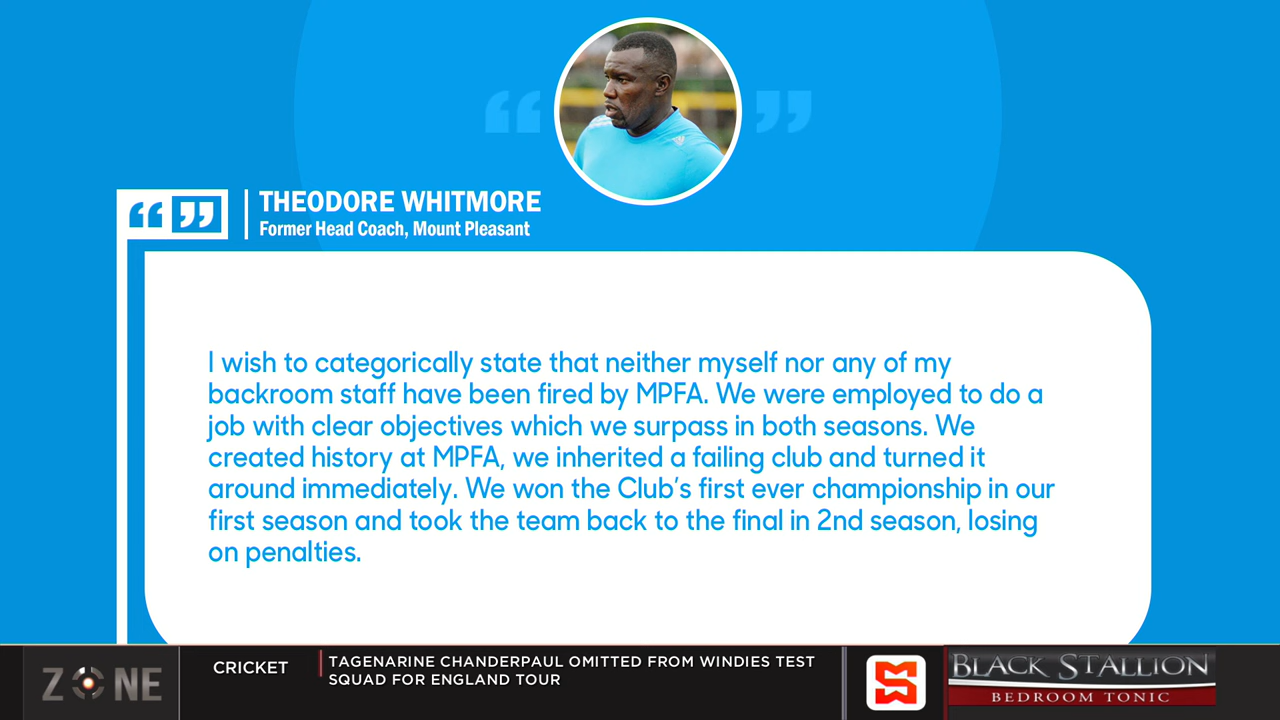 THEODORE WHITMORE
Former Head Coach, Mount Pleasant
I wish to categorically state that neither myself nor any of my
backroom staff have been fired by MPFA. We were employed to do a
job with clear objectives which we surpass in both seasons. We
created history at MPFA, we inherited a failing club and turned it
around immediately. We won the Club's first ever championship in our
first season and took the team back to the final in 2nd season, losing
on penalties.
ZONE
CRICKET
TAGENARINE CHANDERPAUL OMITTED FROM WINDIES TEST
SQUAD FOR ENGLAND TOUR
BLACK STALLION
BEDROOM TONIC